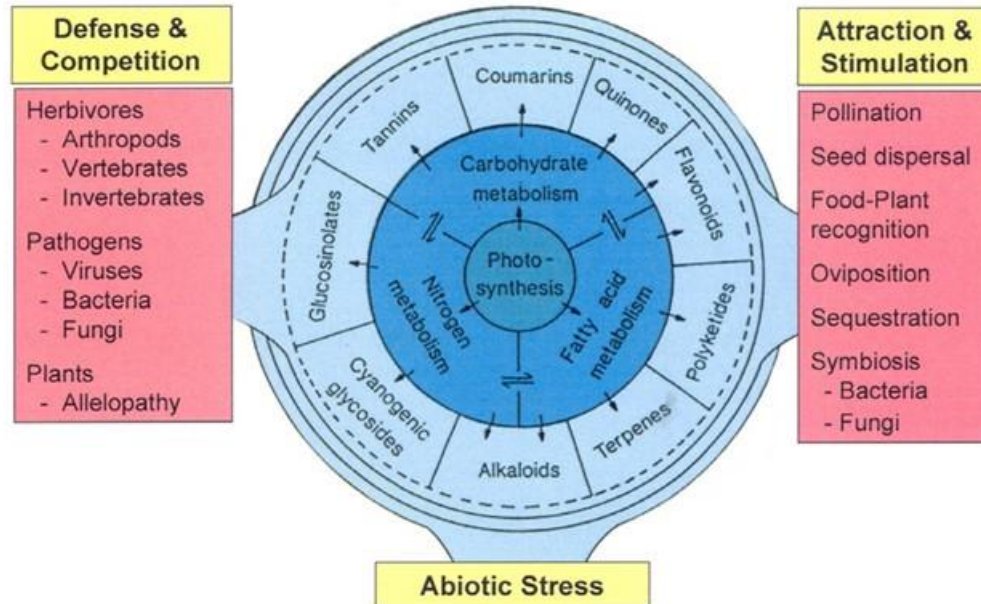 Defense &
Competition
Herbivores
- Arthropods
- Vertebrates
- Invertebrates
Pathogens
- Viruses
- Bacteria
- Fungi
Plants
- Allelopathy
Coumarins
Quinones
Flavonoids
Polyketides
Terpenes
Alkaloids
Cyanogenic
glycosides
Glucosinolates
Tannins
Carbohydrate
metabolism
Photo-
synthesis
Nitrogen
metabolism
Fatty acid
metabolism
Attraction &
Stimulation
Pollination
Seed dispersal
Food-Plant
recognition
Oviposition
Sequestration
Symbiosis
- Bacteria
- Fungi
Abiotic Stress